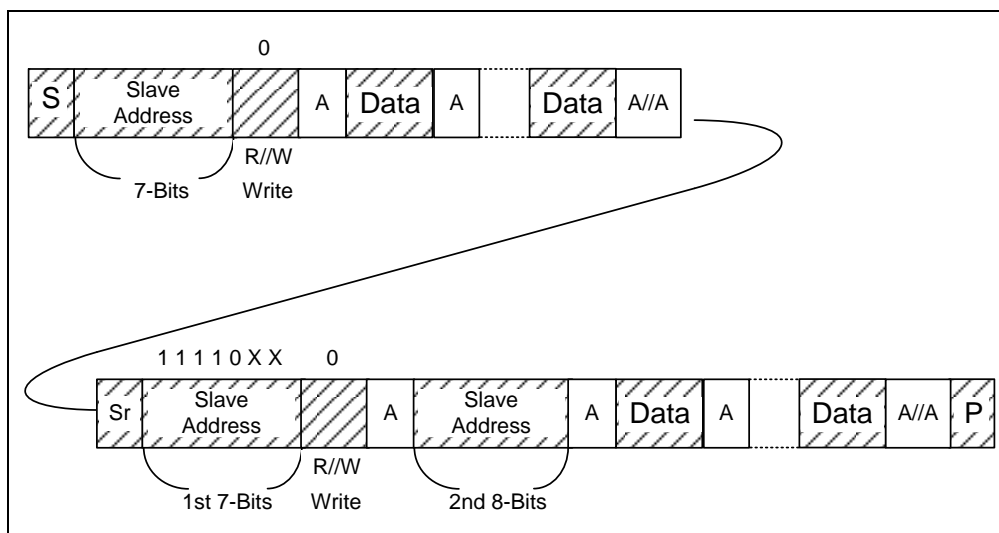 0
S Slave Address A Data A Data A//A
7-Bits R//W Write
1 1 1 1 0 X X 0
Sr Slave Address A Slave Address A Data A Data A//A P
1st 7-Bits R//W Write 2nd 8-Bits